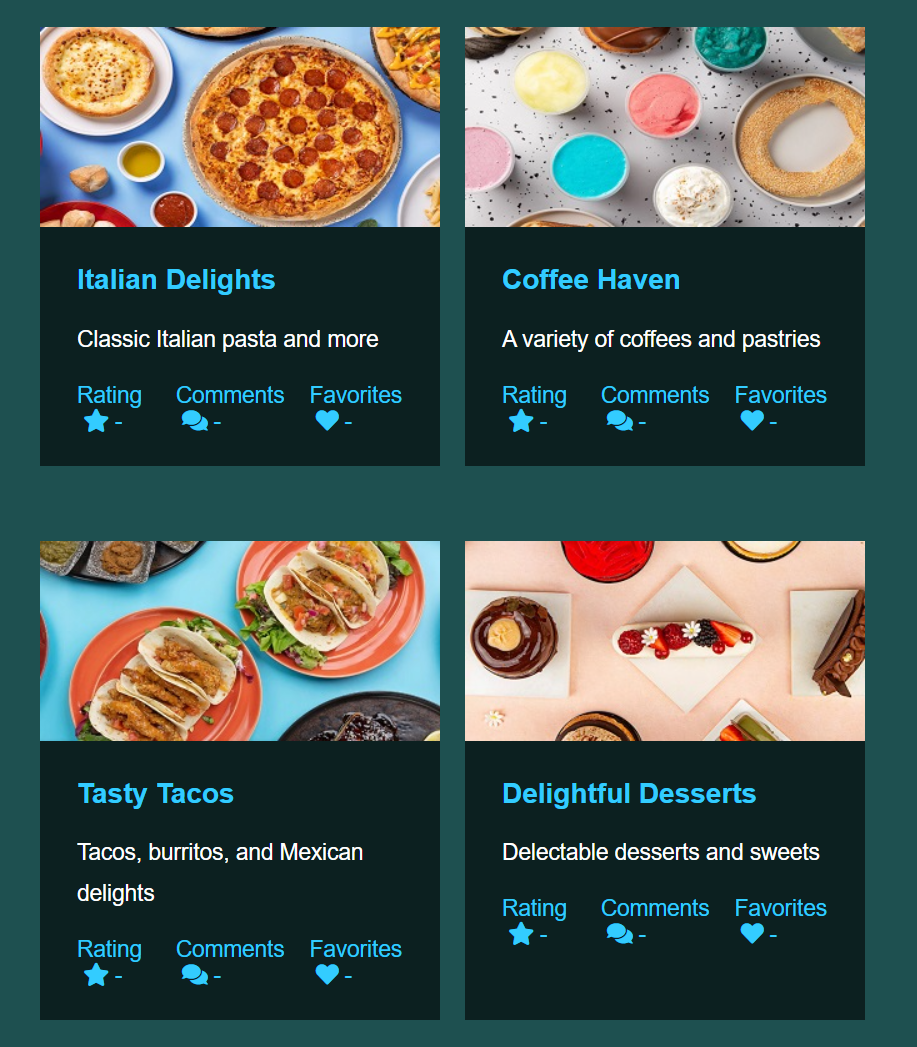 Italian Delights
Classic Italian pasta and more
Rating Comments Favorites
- - -
Coffee Haven
A variety of coffees and pastries
Rating Comments Favorites
- - -
Tasty Tacos
Tacos, burritos, and Mexican
delights
Rating Comments Favorites
- - -
Delightful Desserts
Delectable desserts and sweets
Rating Comments Favorites
- - -